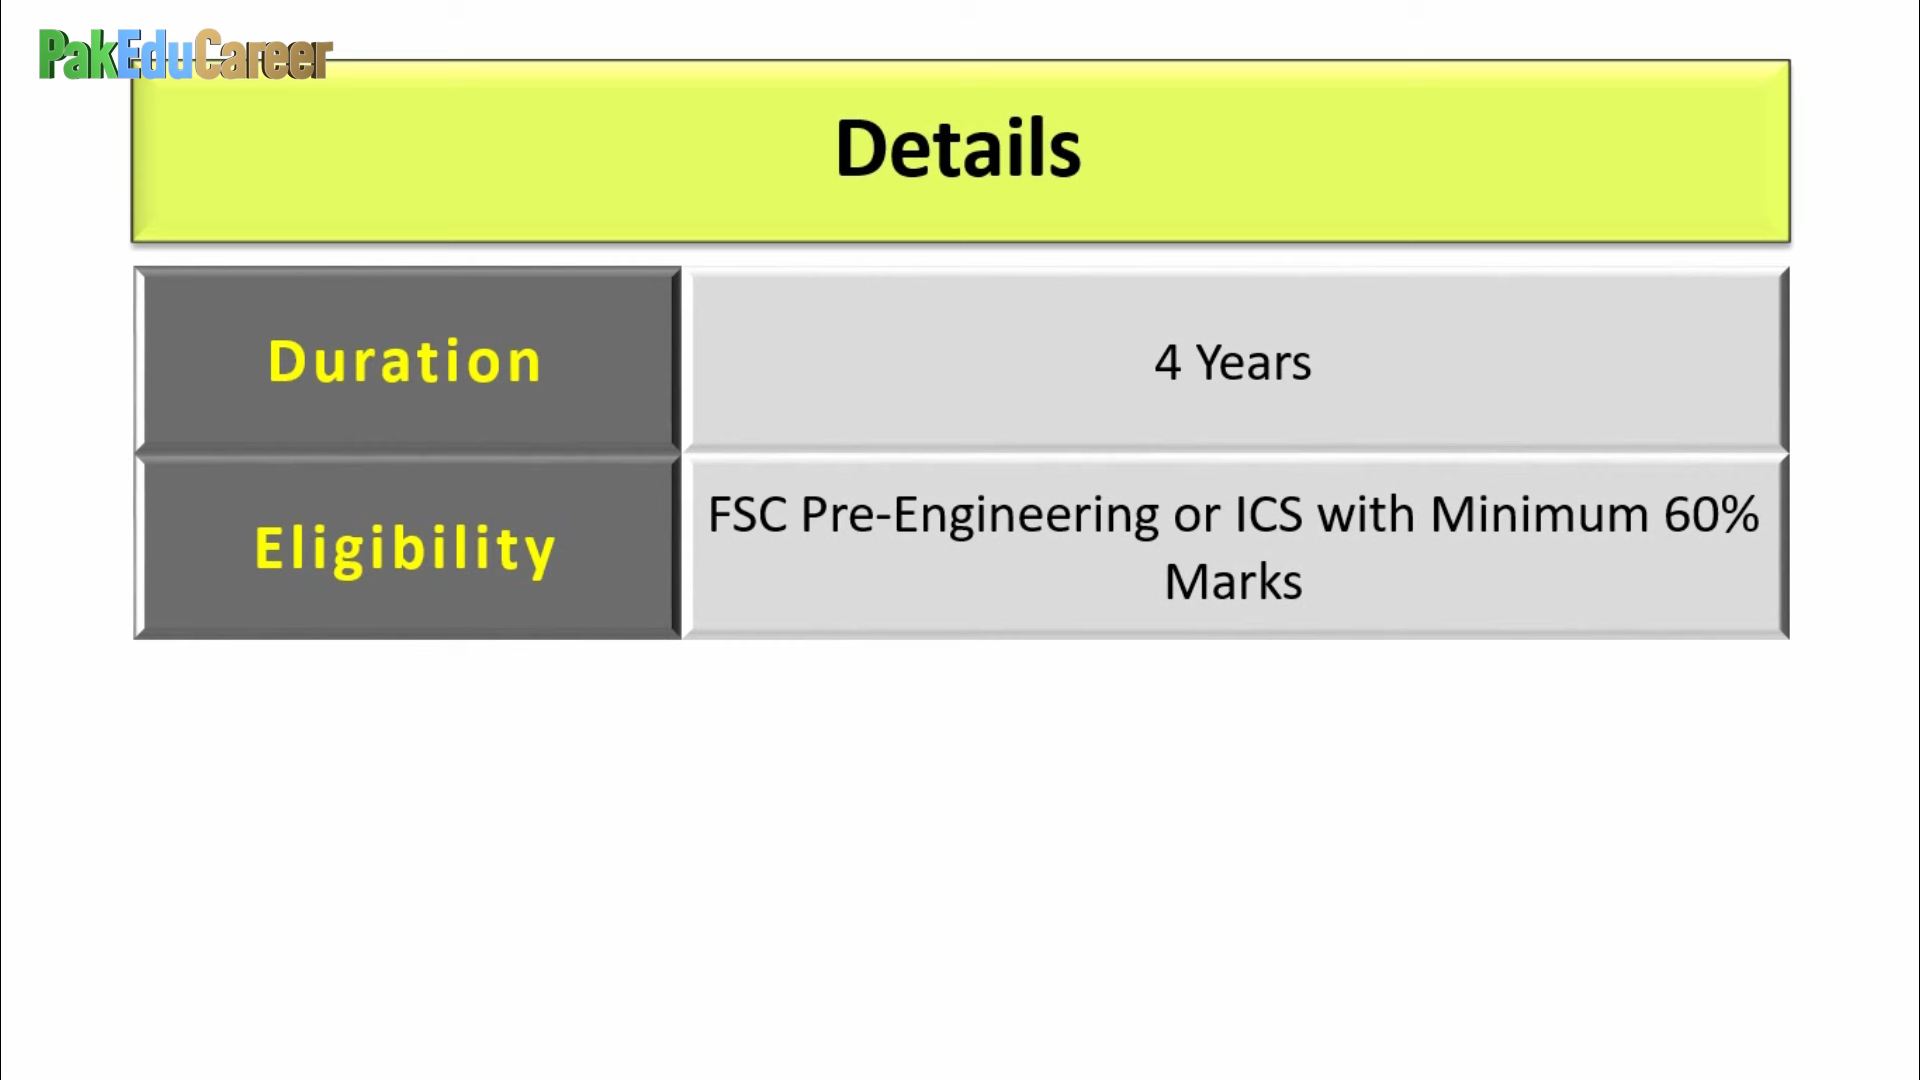 PakEduCareer
Details
Duration
4 Years
Eligibility
FSC Pre-Engineering or ICS with Minimum 60%
Marks